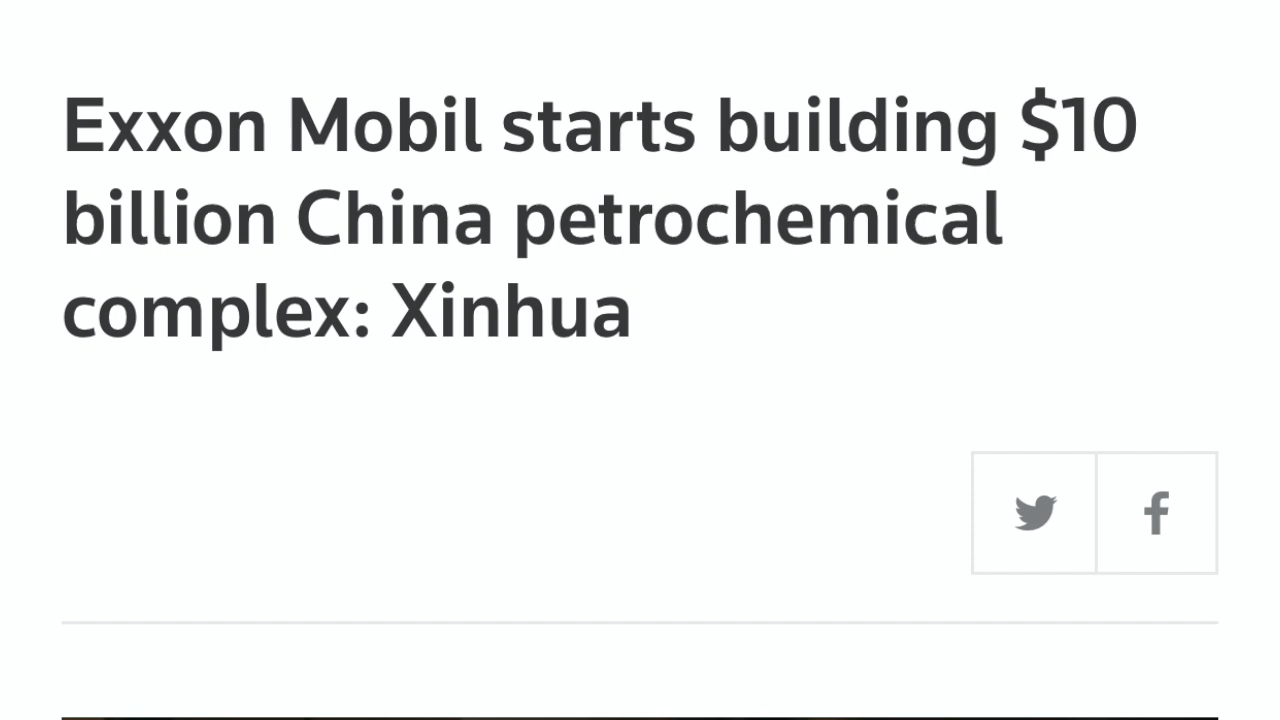 Exxon Mobil starts building $10
billion China petrochemical
complex: Xinhua